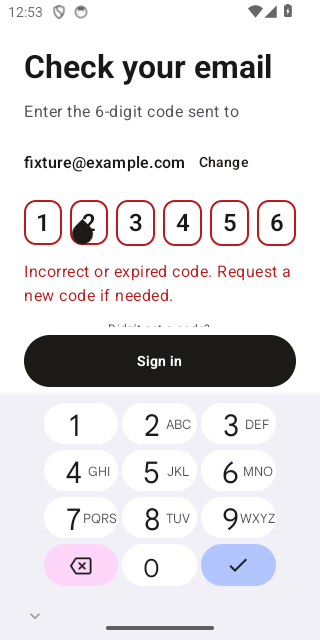 12:53
Check your email
Enter the 6-digit code sent to
fixture@example.com Change
1 2 3 4 5 6
Incorrect or expired code. Request a
new code if needed.
Sign in
1 2 ABC 3 DEF
4 GHI 5 JKL 6 MNO
7 PQRS 8 TUV 9 WXYZ
0